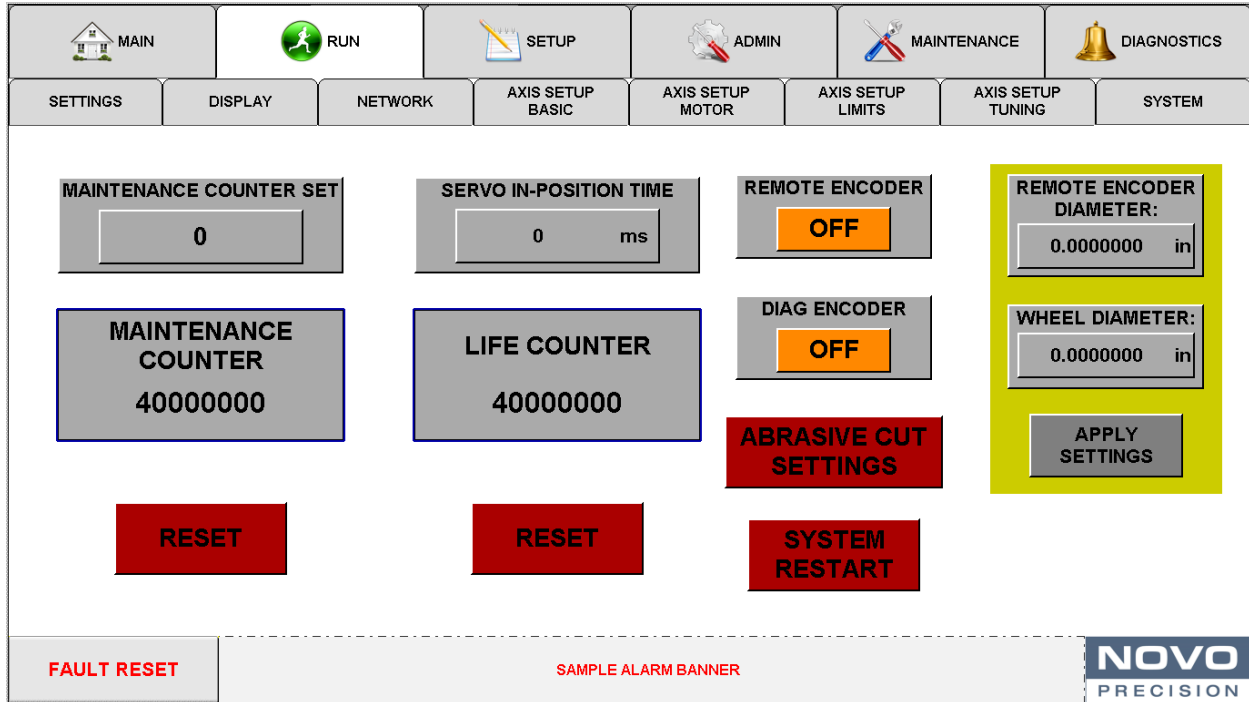 MAIN
RUN
SETUP
ADMIN
MAINTENANCE
DIAGNOSTICS
SETTINGS
DISPLAY
NETWORK
AXIS SETUP
BASIC
AXIS SETUP
MOTOR
AXIS SETUP
LIMITS
AXIS SETUP
TUNING
SYSTEM
MAINTENANCE COUNTER SET
0
SERVO IN-POSITION TIME
0 ms
REMOTE ENCODER
OFF
REMOTE ENCODER
DIAMETER:
0.0000000 in
MAINTENANCE
COUNTER
40000000
LIFE COUNTER
40000000
DIAG ENCODER
OFF
WHEEL DIAMETER:
0.0000000 in
ABRASIVE CUT
SETTINGS
APPLY
SETTINGS
RESET
RESET
SYSTEM
RESTART
FAULT RESET
SAMPLE ALARM BANNER
NOVO
PRECISION